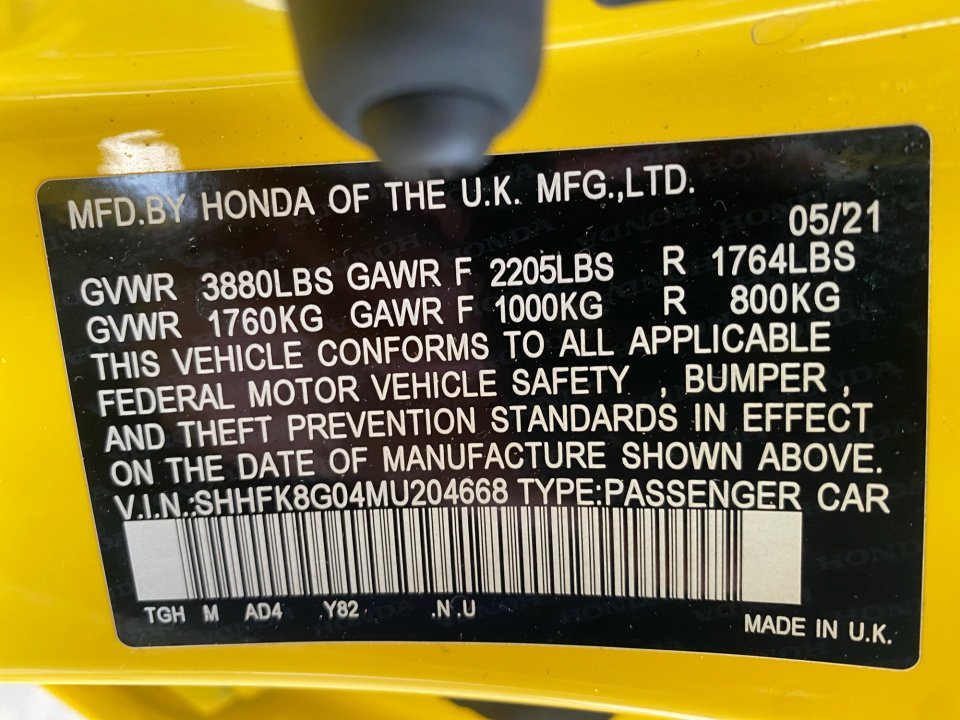 MFD.BY HONDA OF THE U.K. MFG.,LTD.
05/21
GVWR 3880LBS GAWR F 2205LBS R 1764LBS
GVWR 1760KG GAWR F 1000KG R 800KG
THIS VEHICLE CONFORMS TO ALL APPLICABLE
FEDERAL MOTOR VEHICLE SAFETY , BUMPER ,
AND THEFT PREVENTION STANDARDS IN EFFECT
ON THE DATE OF MANUFACTURE SHOWN ABOVE.
V.I.N.:SHHFK8G04MU204668 TYPE:PASSENGER CAR
TGH M AD4 Y82 .N .U
MADE IN U.K.